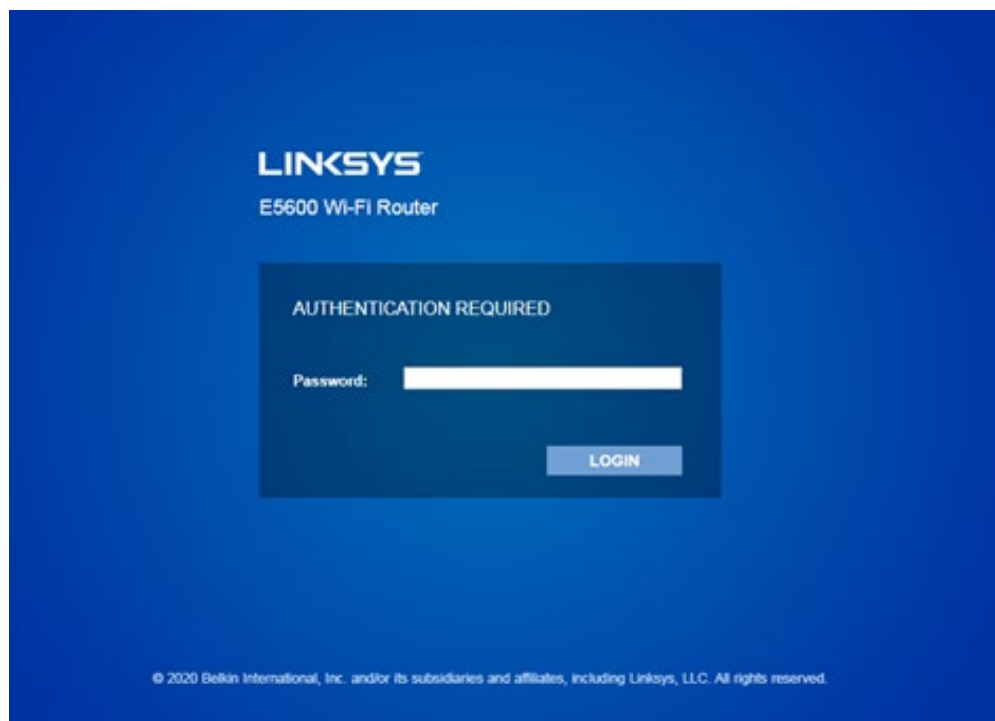 LINKSYS
E5600 Wi-Fi Router
AUTHENTICATION REQUIRED
Password:
LOGIN
© 2020 Belkin International, Inc. and/or its subsidiaries and affiliates, including Linksys, LLC. All rights reserved.